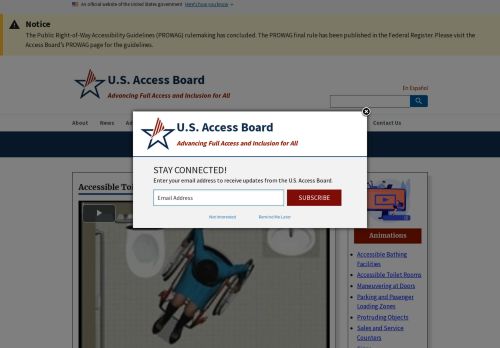 An official website of the United States government Here's how you know
Notice
The Public Right-of-Way Accessibility Guidelines (PROWAG) rulemaking has concluded. The PROWAG final rule has been published in the Federal Register. Please visit the
Access Board's PROWAG page for the guidelines.
U.S. Access Board
Advancing Full Access and Inclusion for All
En Español
About News Contact Us
U.S. Access Board
Advancing Full Access and Inclusion for All
STAY CONNECTED!
Enter your email address to receive updates from the U.S. Access Board.
Email Address SUBSCRIBE
Not Interested Remind Me Later
Accessible
Animations
Accessible Bathing
Facilities
Accessible Toilet Rooms
Maneuvering at Doors
Parking and Passenger
Loading Zones
Protruding Objects
Sales and Service
Counters